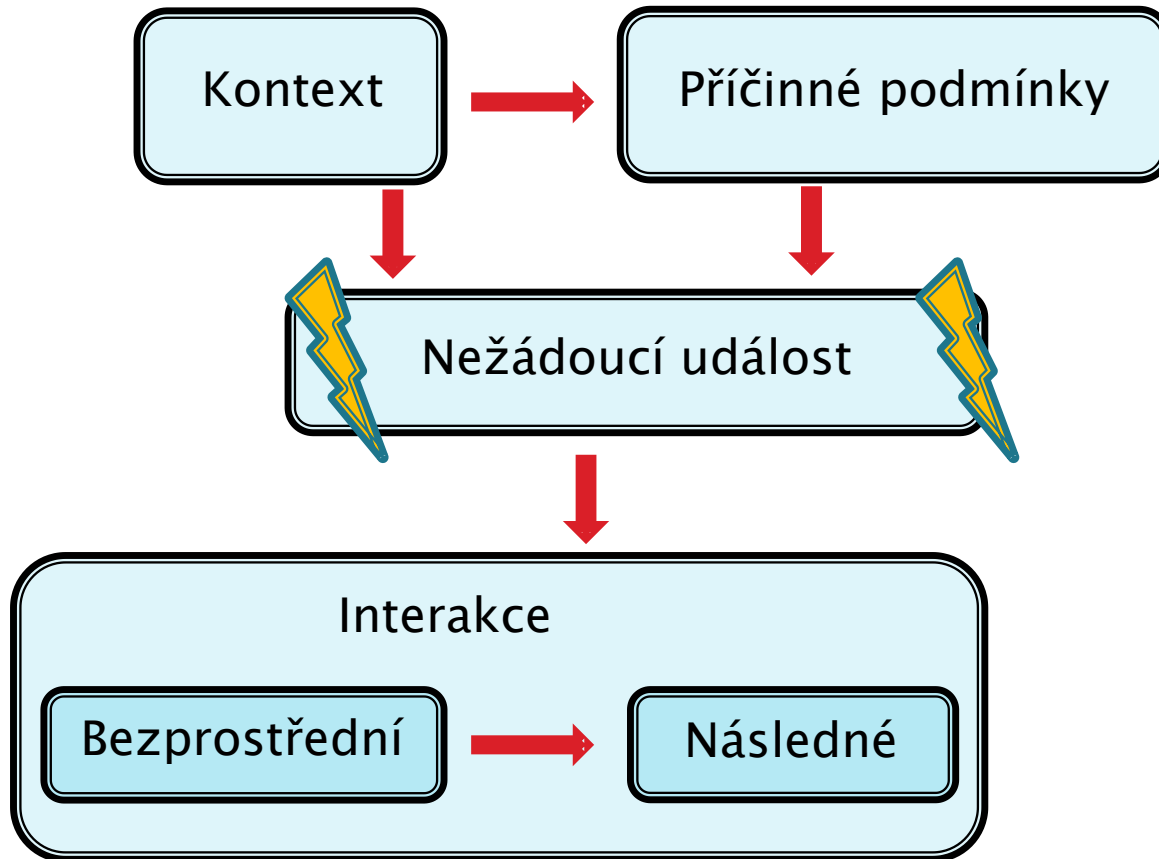 Kontext
Příčinné podmínky
Nežádoucí událost
Interakce
Bezprostřední
Následné